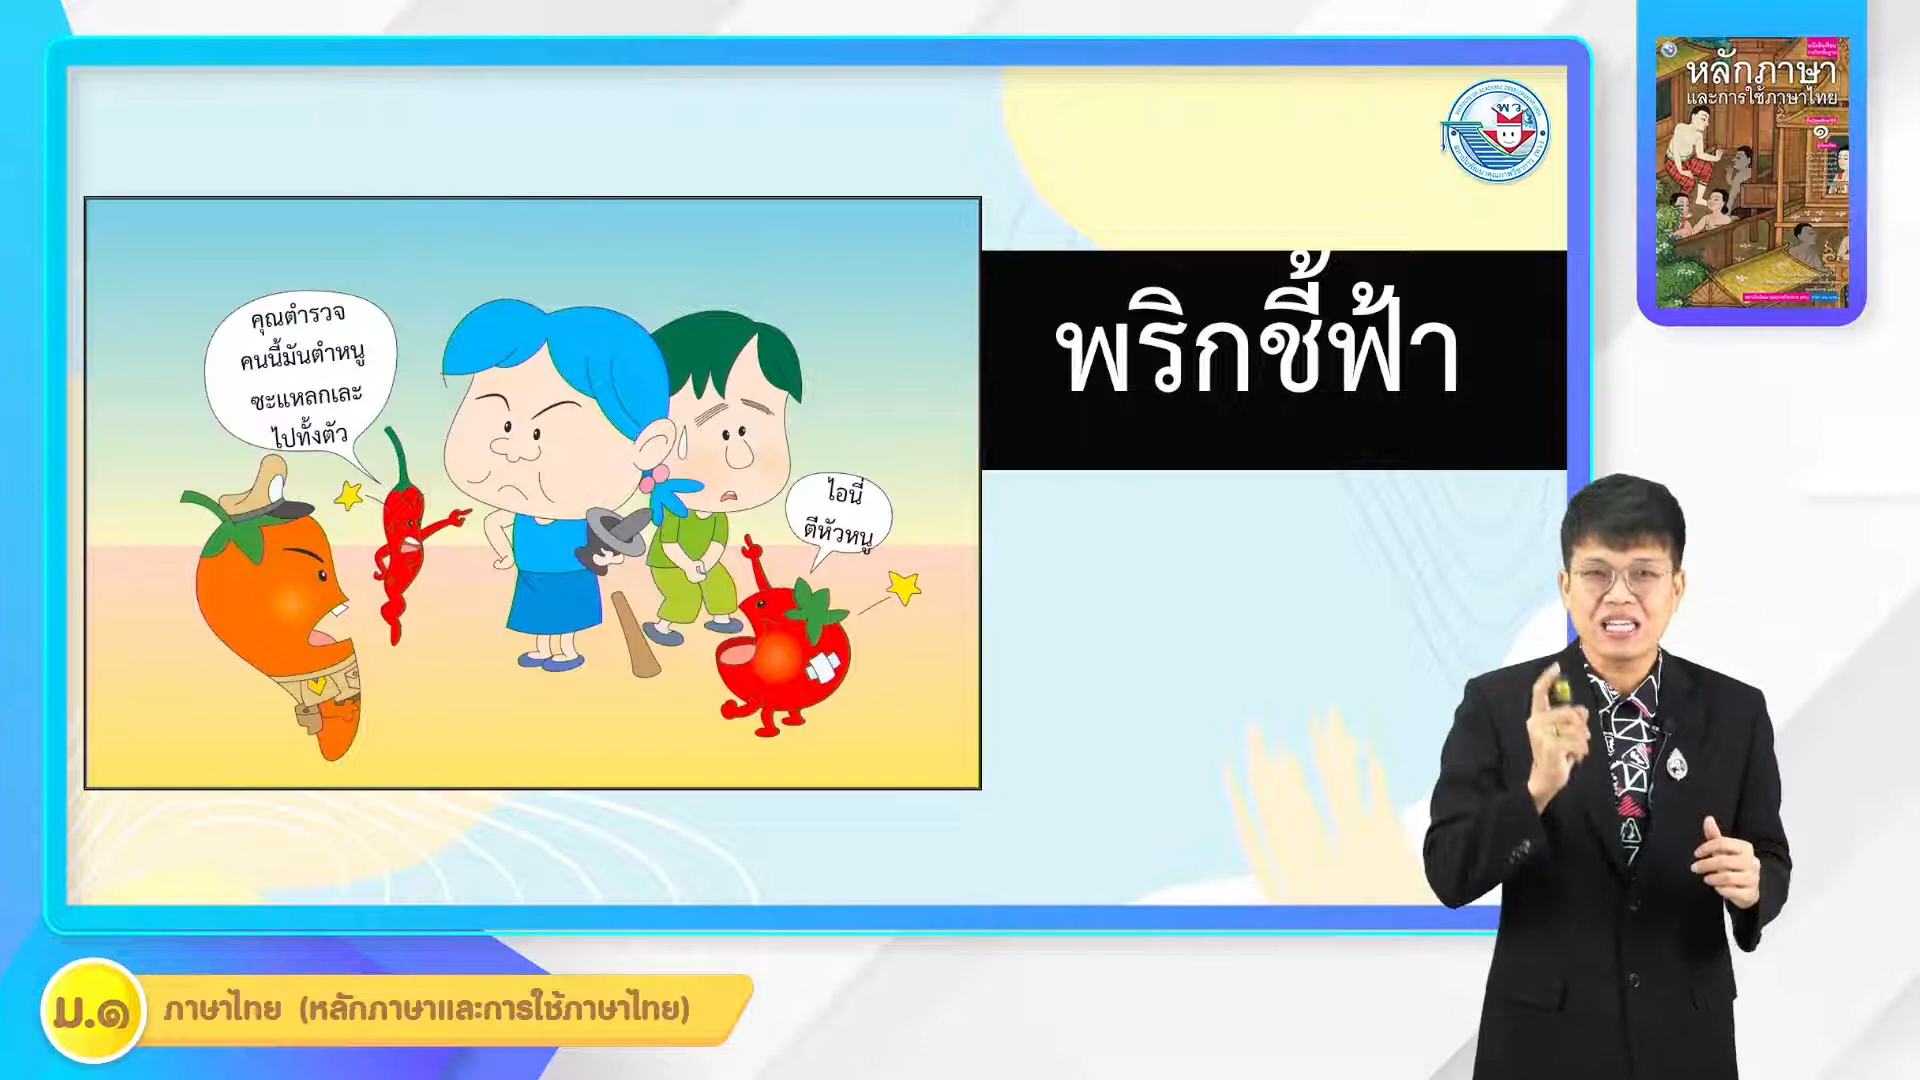 หลักภาษา
และการใช้ภาษาไทย
๑
พว
พริกชี้ฟ้า
คุณตำรวจ
คนนี้มันตำหนู
ซะแหลกเละ
ไปทั้งตัว
ไอนี่
ตีหัวหนู
ม.๑
ภาษาไทย (หลักภาษาและการใช้ภาษาไทย)